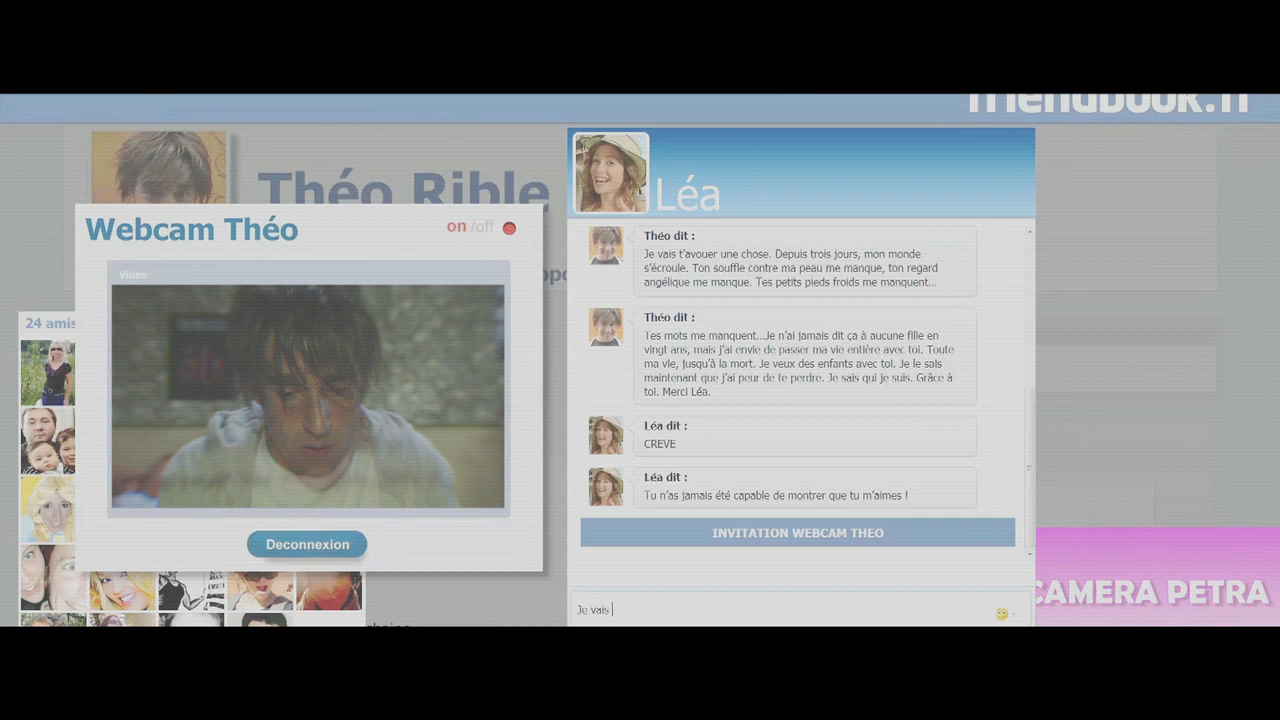 friendbook.fr
Théo Rible
Léa
Webcam Théo
on /off
Video
24 amis
Deconnexion
Théo dit :
Je vais t'avouer une chose. Depuis trois jours, mon monde
s'écroule. Ton souffle contre ma peau me manque, ton regard
angélique me manque. Tes petits pieds froids me manquent...
Théo dit :
Tes mots me manquent...Je n'ai jamais dit ça à aucune fille en
vingt ans, mais j'ai envie de passer ma vie entière avec toi. Toute
ma vie, jusqu'à la mort. Je veux des enfants avec toi. Je le sais
maintenant que j'ai peur de te perdre. Je sais qui je suis. Grâce à
toi. Merci Léa.
Léa dit :
CREVE
Léa dit :
Tu n'as jamais été capable de montrer que tu m'aimes !
INVITATION WEBCAM THEO
Je vais
CAMERA PETRA